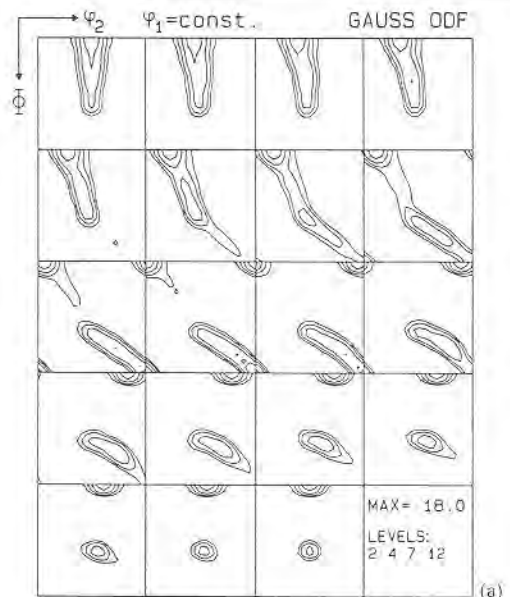 φ₂ φ₁=const. GAUSS ODF
Φ
MAX= 18.0
LEVELS:
2 4 7 12
(a)